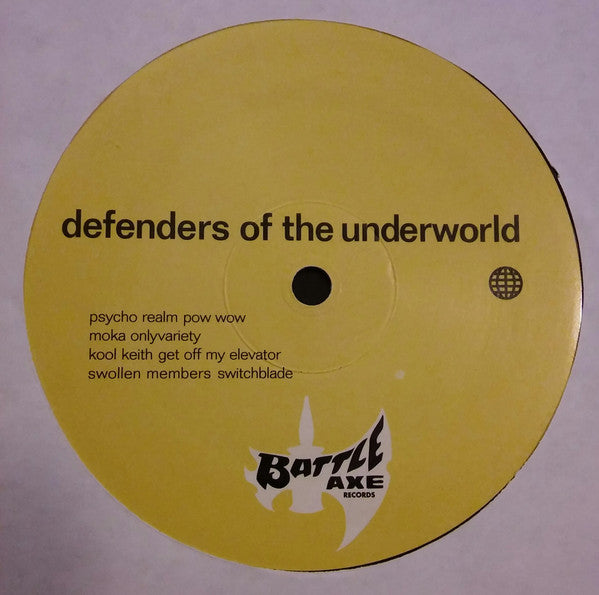 defenders of the underworld
psycho realm pow wow
moka onlyvariety
kool keith get off my elevator
swollen members switchblade
BATTLE
AXE
RECORDS